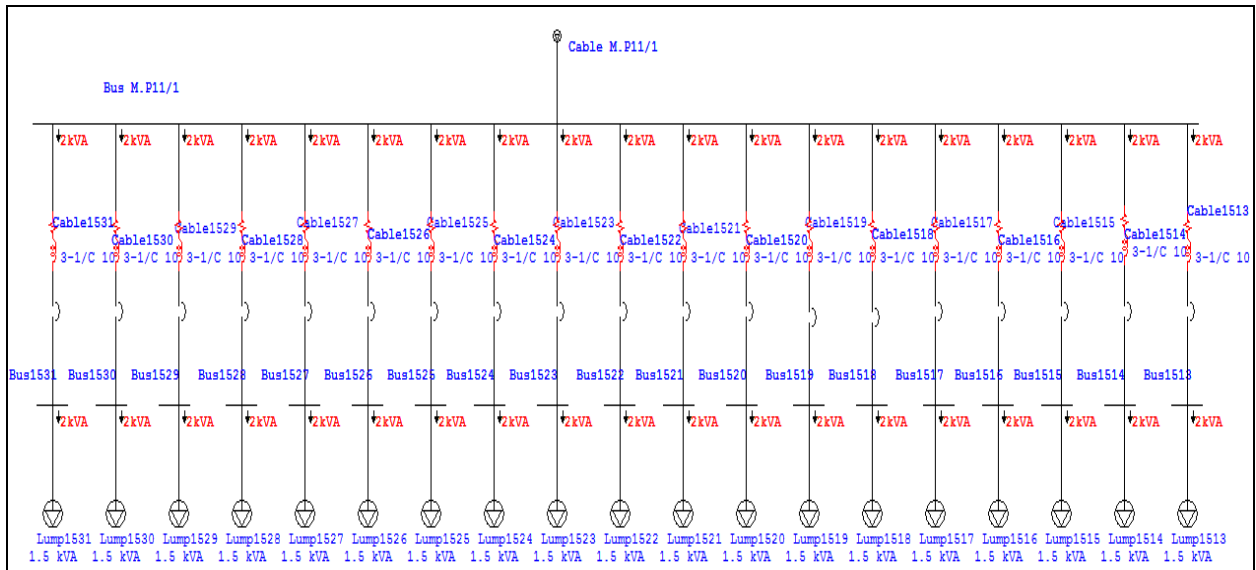 Cable M.P11/1
Bus M.P11/1
2kVA 2kVA 2kVA 2kVA 2kVA 2kVA 2kVA 2kVA 2kVA 2kVA 2kVA 2kVA 2kVA 2kVA 2kVA 2kVA 2kVA 2kVA 2kVA
Cable1531 Cable1530 Cable1529 Cable1528 Cable1527 Cable1526 Cable1525 Cable1524 Cable1523 Cable1522 Cable1521 Cable1520 Cable1519 Cable1518 Cable1517 Cable1516 Cable1515 Cable1514 Cable1513
3-1/C 10 3-1/C 10 3-1/C 10 3-1/C 10 3-1/C 10 3-1/C 10 3-1/C 10 3-1/C 10 3-1/C 10 3-1/C 10 3-1/C 10 3-1/C 10 3-1/C 10 3-1/C 10 3-1/C 10 3-1/C 10 3-1/C 10 3-1/C 10 3-1/C 10
Bus1531 Bus1530 Bus1529 Bus1528 Bus1527 Bus1526 Bus1525 Bus1524 Bus1523 Bus1522 Bus1521 Bus1520 Bus1519 Bus1518 Bus1517 Bus1516 Bus1515 Bus1514 Bus1513
2kVA 2kVA 2kVA 2kVA 2kVA 2kVA 2kVA 2kVA 2kVA 2kVA 2kVA 2kVA 2kVA 2kVA 2kVA 2kVA 2kVA 2kVA 2kVA
Lump1531 Lump1530 Lump1529 Lump1528 Lump1527 Lump1526 Lump1525 Lump1524 Lump1523 Lump1522 Lump1521 Lump1520 Lump1519 Lump1518 Lump1517 Lump1516 Lump1515 Lump1514 Lump1513
1.5 kVA 1.5 kVA 1.5 kVA 1.5 kVA 1.5 kVA 1.5 kVA 1.5 kVA 1.5 kVA 1.5 kVA 1.5 kVA 1.5 kVA 1.5 kVA 1.5 kVA 1.5 kVA 1.5 kVA 1.5 kVA 1.5 kVA 1.5 kVA 1.5 kVA